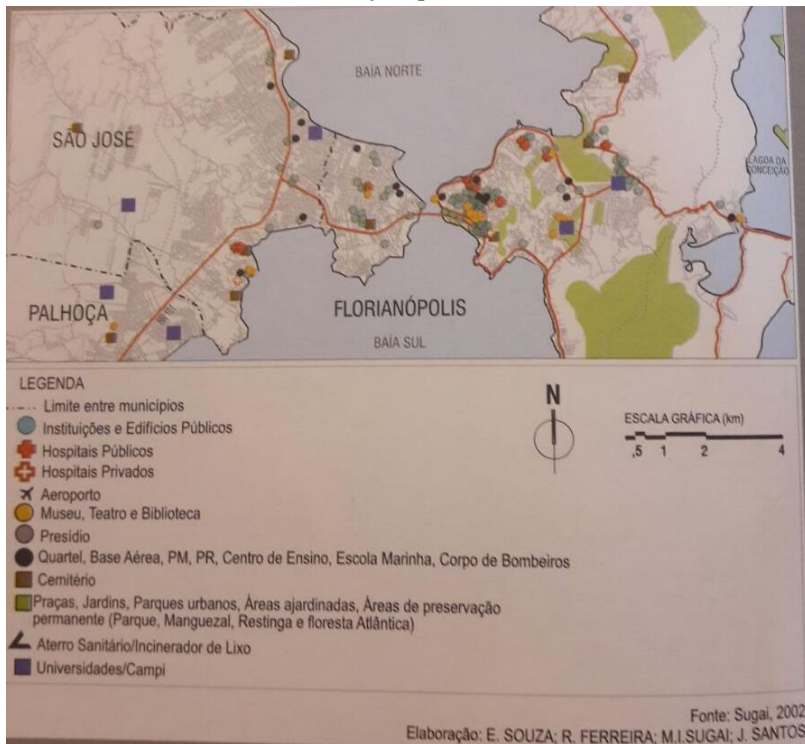 BAÍA NORTE
SÃO JOSÉ
LAGOA DA
CONCEIÇÃO
PALHOÇA
FLORIANÓPOLIS
BAÍA SUL
LEGENDA
Limite entre municípios
Instituições e Edifícios Públicos
Hospitais Públicos
Hospitais Privados
Aeroporto
Museu, Teatro e Biblioteca
Presídio
Quartel, Base Aérea, PM, PR, Centro de Ensino, Escola Marinha, Corpo de Bombeiros
Cemitério
Praças, Jardins, Parques urbanos, Áreas ajardinadas, Áreas de preservação
permanente (Parque, Manguezal, Restinga e floresta Atlântica)
Aterro Sanitário/Incinerador de Lixo
Universidades/Campi
N
ESCALA GRÁFICA (km)
,5 1 2 4
Fonte: Sugai, 2002
Elaboração: E. SOUZA; R. FERREIRA; M.I.SUGAI; J. SANTOS